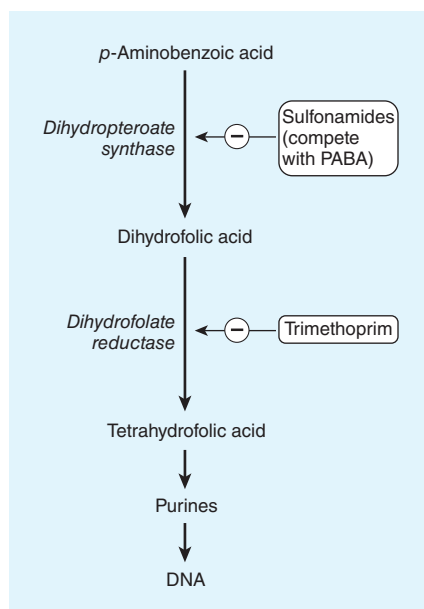 p-Aminobenzoic acid
Dihydropteroate
synthase
−
Sulfonamides
(compete
with PABA)
Dihydrofolic acid
Dihydrofolate
reductase
−
Trimethoprim
Tetrahydrofolic acid
Purines
DNA